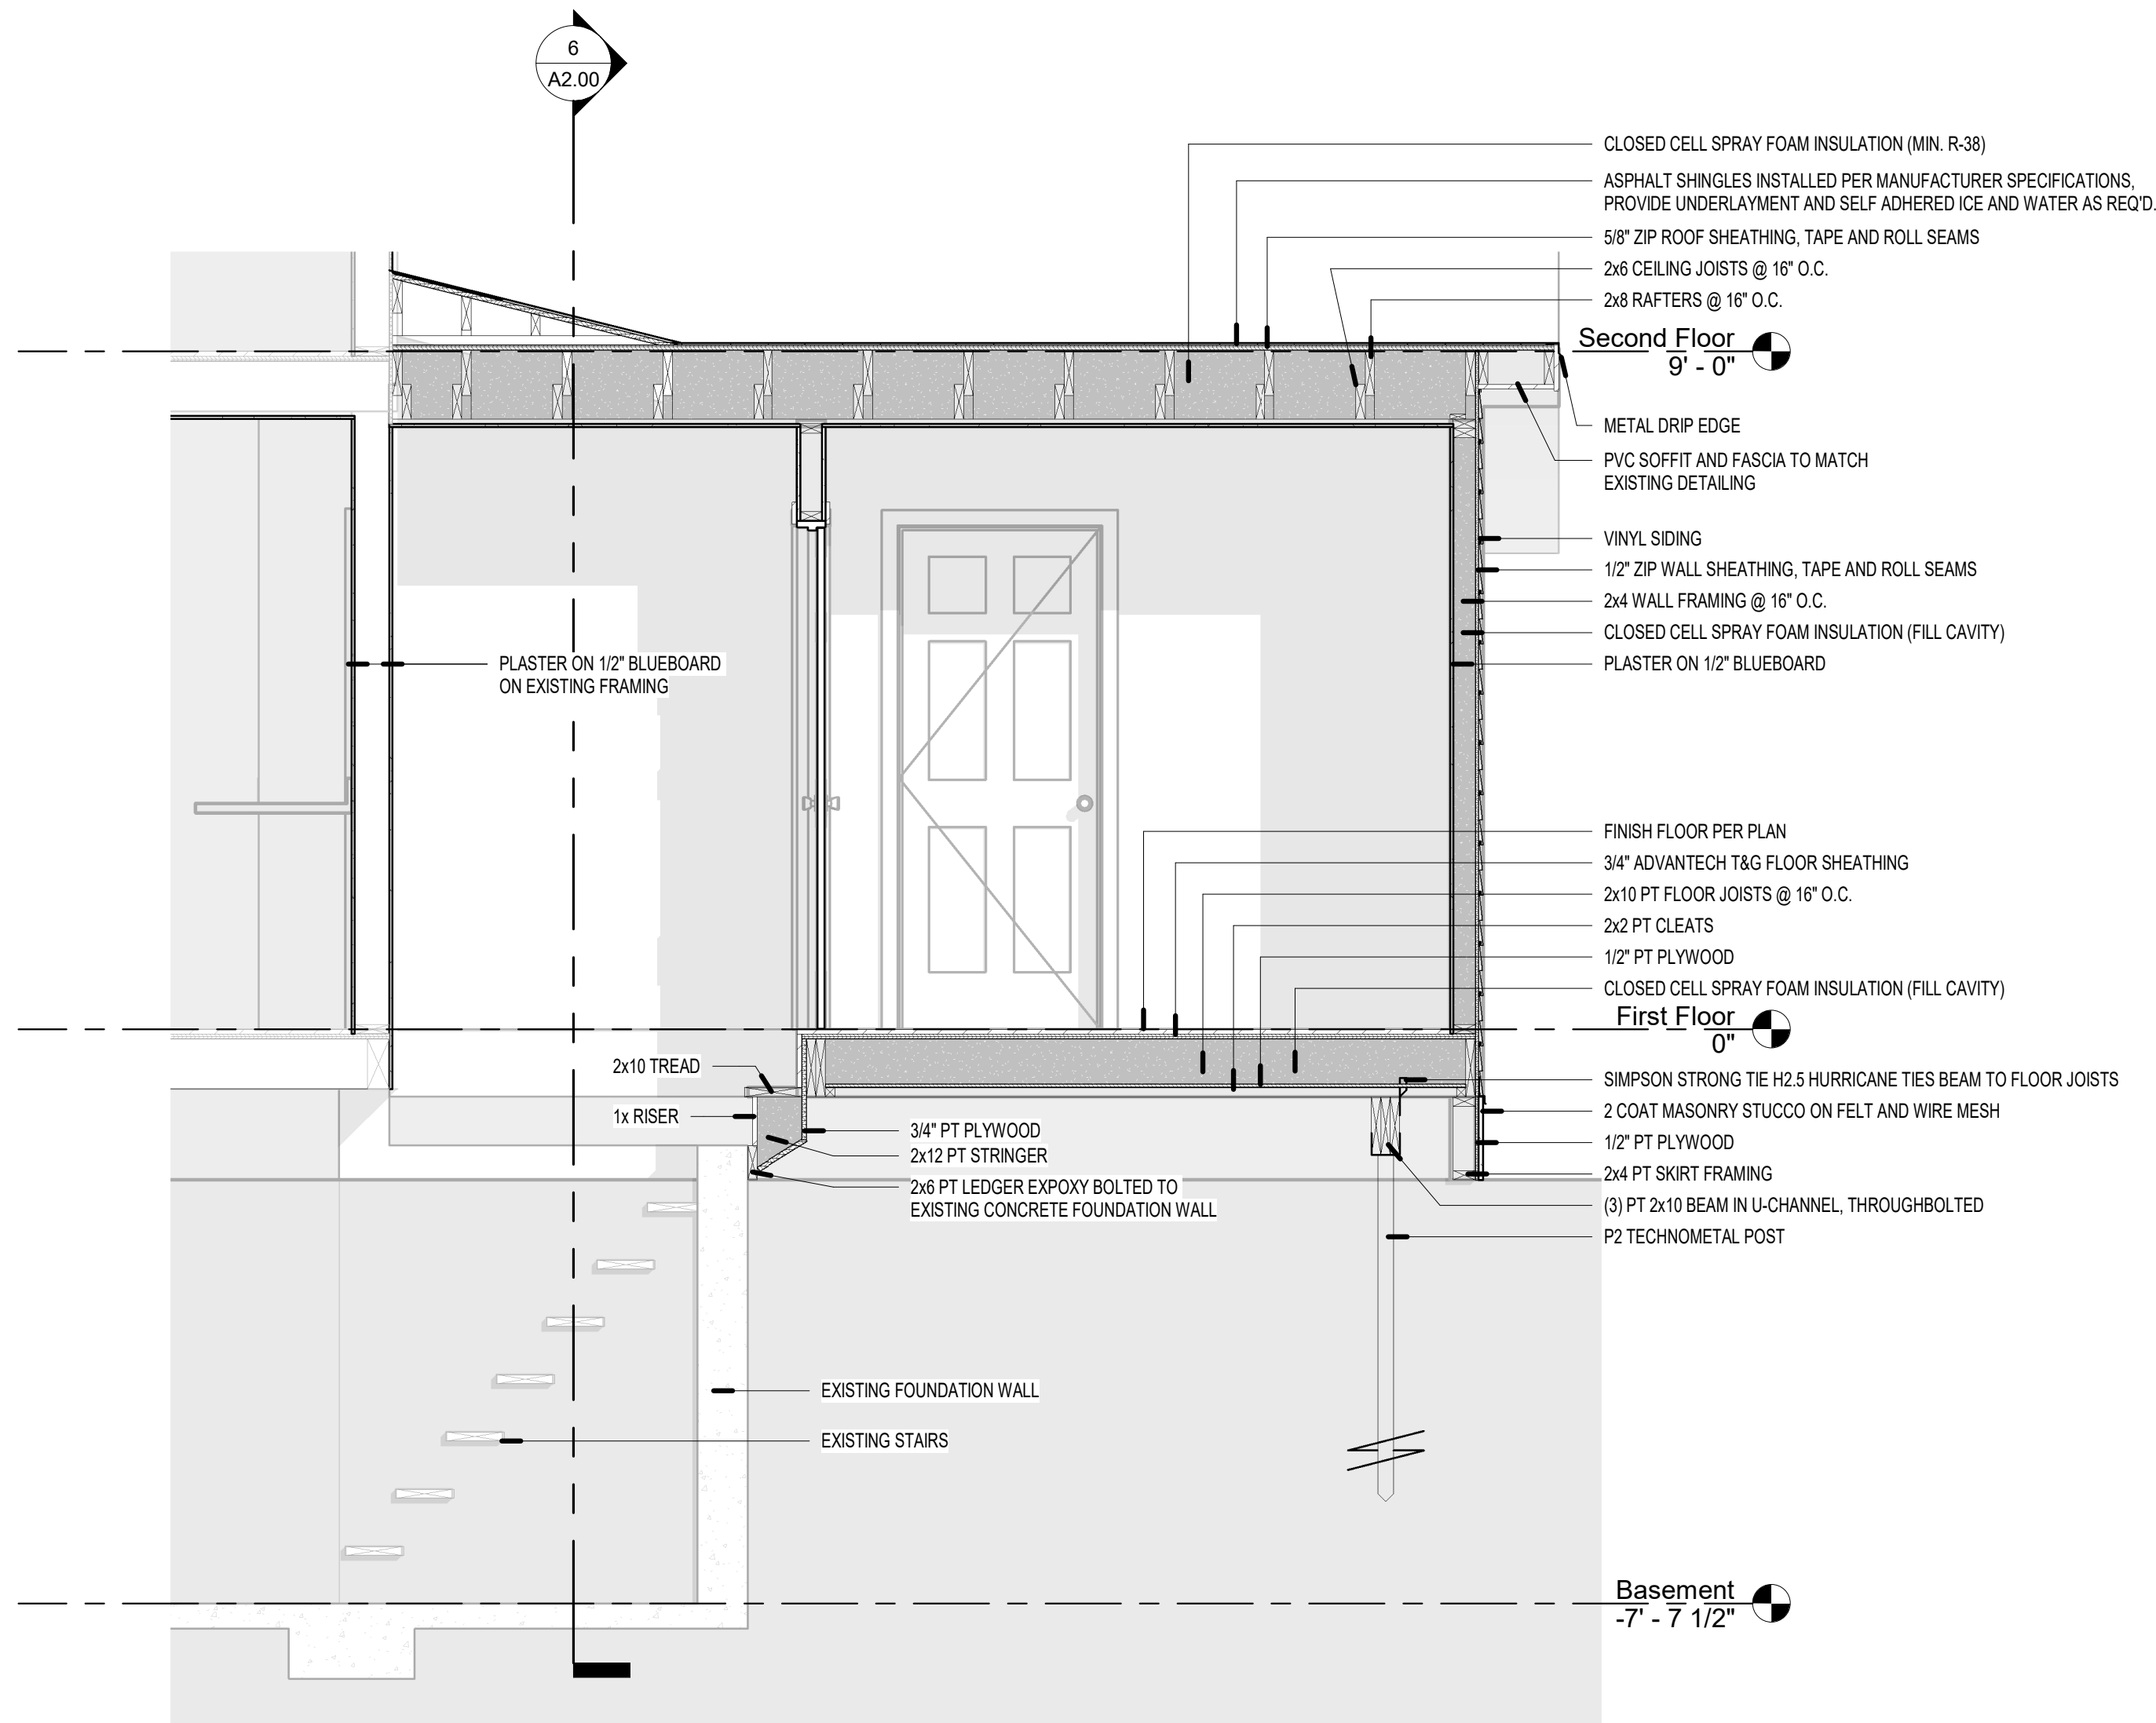 6
A2.00
CLOSED CELL SPRAY FOAM INSULATION (MIN. R-38)
ASPHALT SHINGLES INSTALLED PER MANUFACTURER SPECIFICATIONS,
PROVIDE UNDERLAYMENT AND SELF ADHERED ICE AND WATER AS REQ'D.
5/8" ZIP ROOF SHEATHING, TAPE AND ROLL SEAMS
2x6 CEILING JOISTS @ 16" O.C.
2x8 RAFTERS @ 16" O.C.
Second Floor
9' - 0"
METAL DRIP EDGE
PVC SOFFIT AND FASCIA TO MATCH
EXISTING DETAILING
VINYL SIDING
1/2" ZIP WALL SHEATHING, TAPE AND ROLL SEAMS
2x4 WALL FRAMING @ 16" O.C.
CLOSED CELL SPRAY FOAM INSULATION (FILL CAVITY)
PLASTER ON 1/2" BLUEBOARD
PLASTER ON 1/2" BLUEBOARD
ON EXISTING FRAMING
FINISH FLOOR PER PLAN
3/4" ADVANTECH T&G FLOOR SHEATHING
2x10 PT FLOOR JOISTS @ 16" O.C.
2x2 PT CLEATS
1/2" PT PLYWOOD
CLOSED CELL SPRAY FOAM INSULATION (FILL CAVITY)
First Floor
0"
2x10 TREAD
1x RISER
3/4" PT PLYWOOD
2x12 PT STRINGER
2x6 PT LEDGER EXPOXY BOLTED TO
EXISTING CONCRETE FOUNDATION WALL
SIMPSON STRONG TIE H2.5 HURRICANE TIES BEAM TO FLOOR JOISTS
2 COAT MASONRY STUCCO ON FELT AND WIRE MESH
1/2" PT PLYWOOD
2x4 PT SKIRT FRAMING
(3) PT 2x10 BEAM IN U-CHANNEL, THROUGHBOLTED
P2 TECHNOMETAL POST
EXISTING FOUNDATION WALL
EXISTING STAIRS
Basement
-7' - 7 1/2"